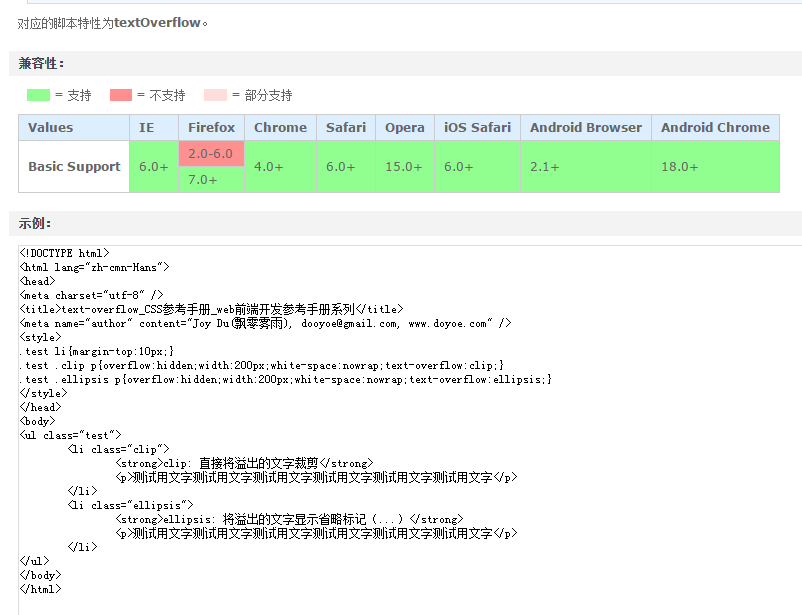 对应的脚本特性为textOverflow。
兼容性：
= 支持 = 不支持 = 部分支持
Values IE Firefox Chrome Safari Opera iOS Safari Android Browser Android Chrome
Basic Support 6.0+ 2.0-6.0 4.0+ 6.0+ 15.0+ 6.0+ 2.1+ 18.0+
7.0+
示例：
<!DOCTYPE html>
<html lang="zh-cmn-Hans">
<head>
<meta charset="utf-8" />
<title>text-overflow_CSS参考手册_web前端开发参考手册系列</title>
<meta name="author" content="Joy Du(飘零雾雨), dooyoe@gmail.com, www.doyoe.com" />
<style>
.test li{margin-top:10px;}
.test .clip p{overflow:hidden;width:200px;white-space:nowrap;text-overflow:clip;}
.test .ellipsis p{overflow:hidden;width:200px;white-space:nowrap;text-overflow:ellipsis;}
</style>
</head>
<body>
<ul class="test">
<li class="clip">
<strong>clip: 直接将溢出的文字裁剪</strong>
<p>测试用文字测试用文字测试用文字测试用文字测试用文字测试用文字</p>
</li>
<li class="ellipsis">
<strong>ellipsis: 将溢出的文字显示省略标记（...）</strong>
<p>测试用文字测试用文字测试用文字测试用文字测试用文字测试用文字</p>
</li>
</ul>
</body>
</html>